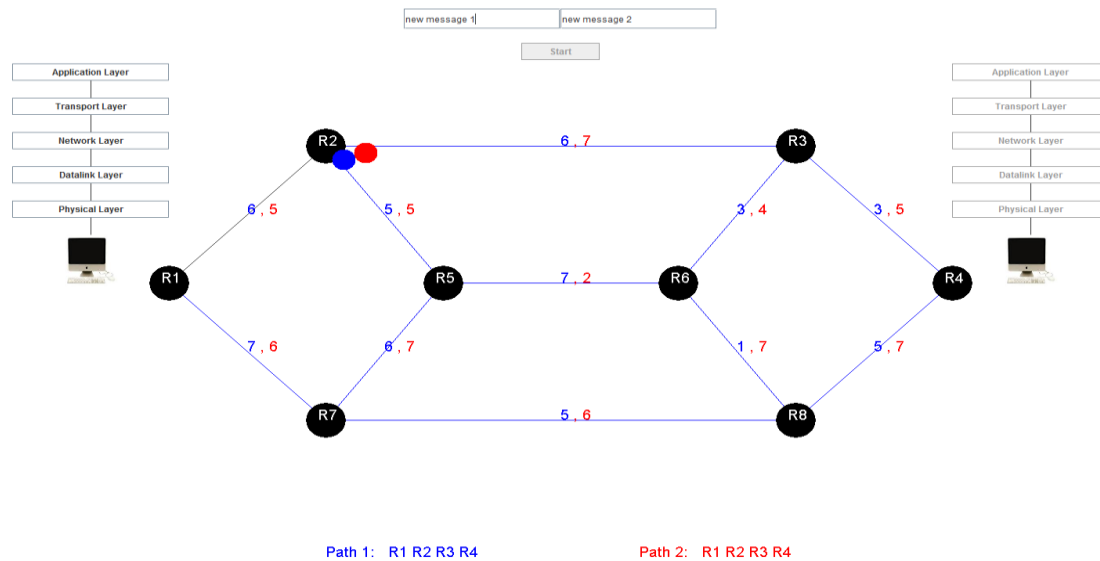 new message 1 new message 2
Start
Application Layer Application Layer
Transport Layer Transport Layer
R2 6 , 7 R3
Network Layer Network Layer
Datalink Layer Datalink Layer
Physical Layer 6 , 5 5 , 5 3 , 4 3 , 5 Physical Layer
R1 R5 7 , 2 R6 R4
7 , 6 6 , 7 1 , 7 5 , 7
R7 5 , 6 R8
Path 1: R1 R2 R3 R4 Path 2: R1 R2 R3 R4